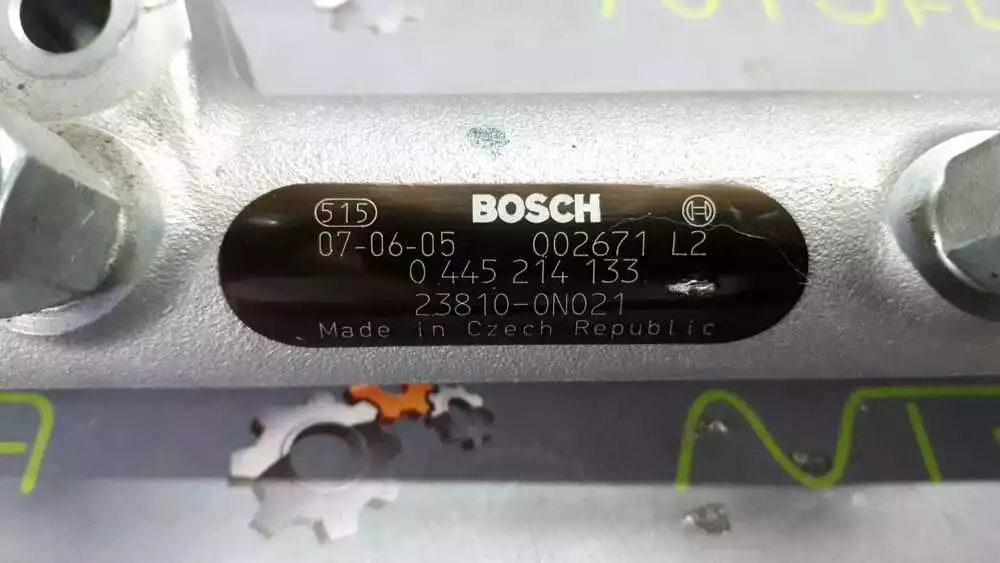 515 BOSCH
07-06-05 002671 L2
0 445 214 133
23810-0N021
Made in Czech Republic